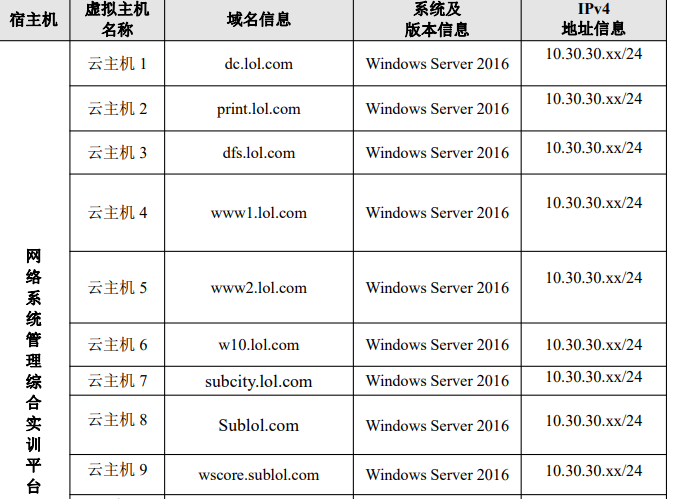 宿主机 虚拟主机名称 域名信息 系统及版本信息 IPv4地址信息
网络系统管理综合实训平台
云主机 1 dc.lol.com Windows Server 2016 10.30.30.xx/24
云主机 2 print.lol.com Windows Server 2016 10.30.30.xx/24
云主机 3 dfs.lol.com Windows Server 2016 10.30.30.xx/24
云主机 4 www1.lol.com Windows Server 2016 10.30.30.xx/24
云主机 5 www2.lol.com Windows Server 2016 10.30.30.xx/24
云主机 6 w10.lol.com Windows Server 2016 10.30.30.xx/24
云主机 7 subcity.lol.com Windows Server 2016 10.30.30.xx/24
云主机 8 Sublol.com Windows Server 2016 10.30.30.xx/24
云主机 9 wscore.sublol.com Windows Server 2016 10.30.30.xx/24